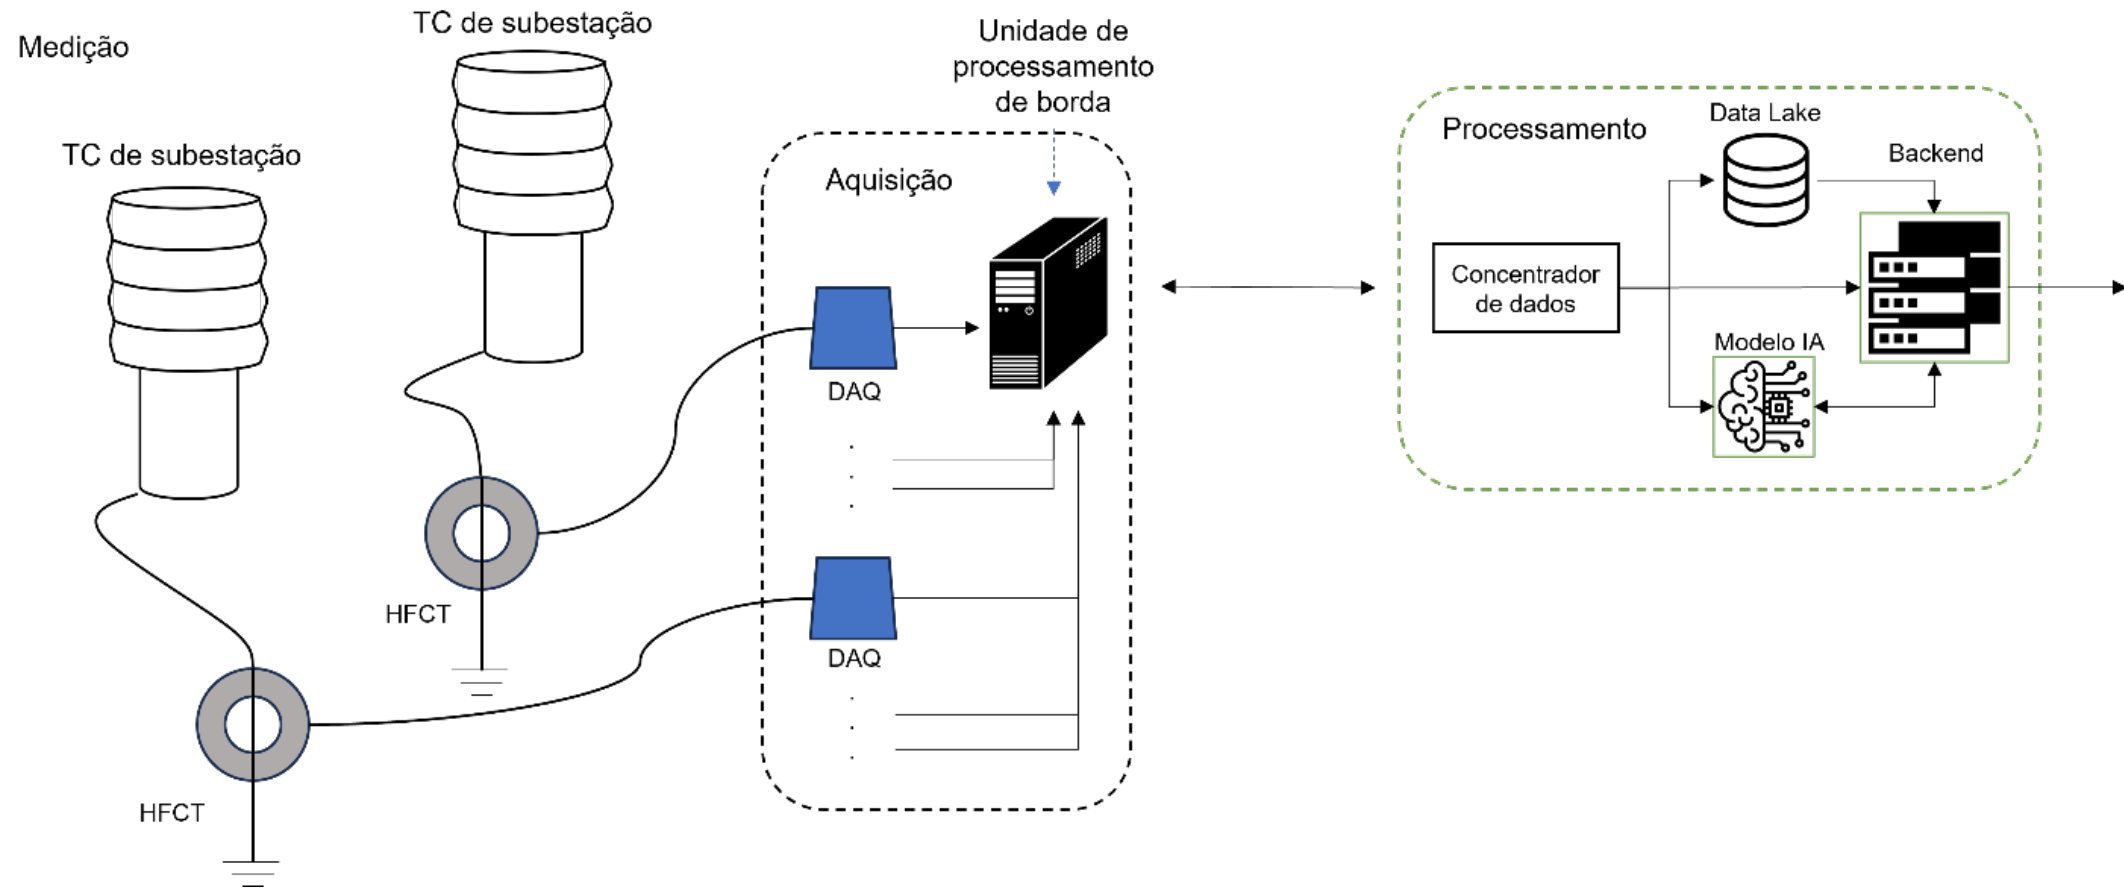 Medição
TC de subestação
TC de subestação
HFCT
HFCT
Unidade de
processamento
de borda
Aquisição
DAQ
DAQ
Processamento
Data Lake
Backend
Concentrador
de dados
Modelo IA